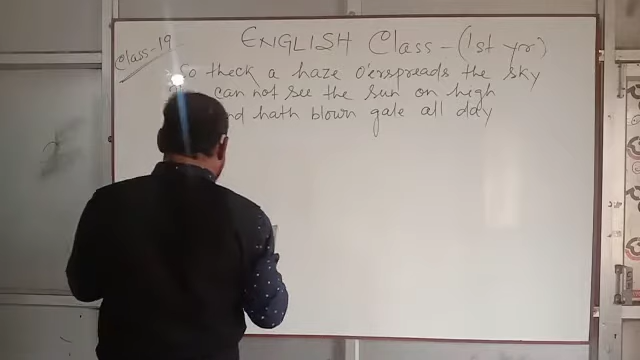 Class-19
ENGLISH Class - (1st yr)
So theck a haze O'erspreads the sky
can not see the sun on high
hath blown gale all day